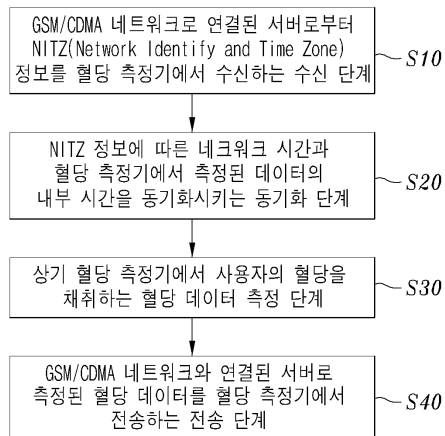 GSM/CDMA 네트워크로 연결된 서버로부터
NITZ(Network Identify and Time Zone)
정보를 혈당 측정기에서 수신하는 수신 단계
S10
NITZ 정보에 따른 네크워크 시간과
혈당 측정기에서 측정된 데이터의
내부 시간을 동기화시키는 동기화 단계
S20
상기 혈당 측정기에서 사용자의 혈당을
채취하는 혈당 데이터 측정 단계
S30
GSM/CDMA 네트워크와 연결된 서버로
측정된 혈당 데이터를 혈당 측정기에서
전송하는 전송 단계
S40